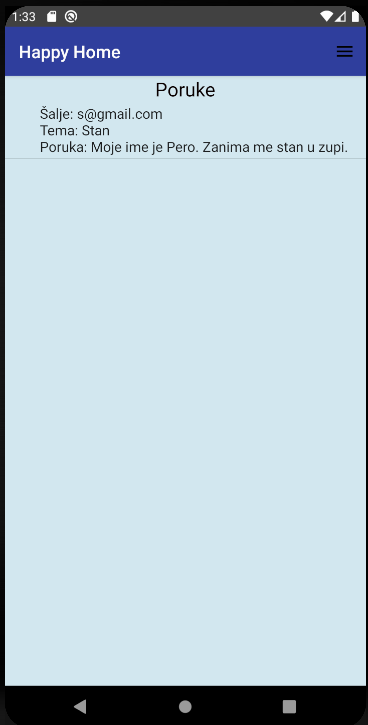 1:33
Happy Home
Poruke
Šalje: s@gmail.com
Tema: Stan
Poruka: Moje ime je Pero. Zanima me stan u zupi.